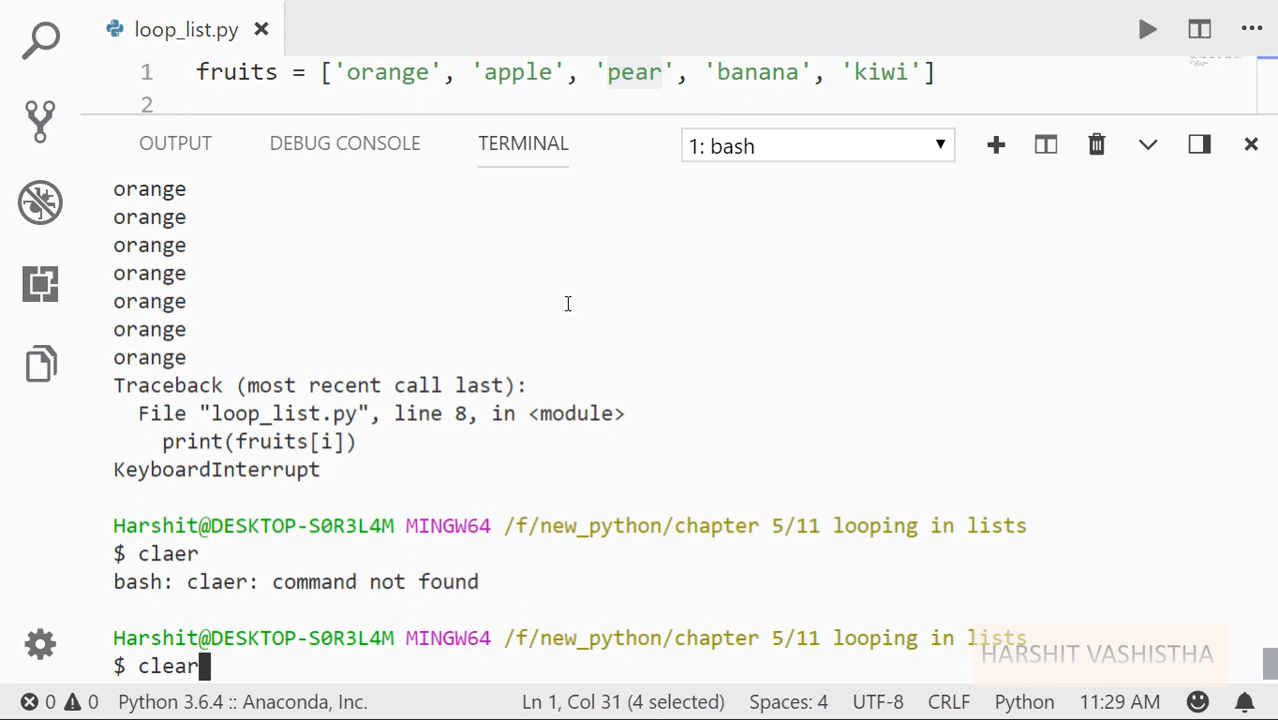 loop_list.py
1 fruits = ['orange', 'apple', 'pear', 'banana', 'kiwi']
2
OUTPUT DEBUG CONSOLE TERMINAL 1: bash
orange
orange
orange
orange
orange
orange
orange
Traceback (most recent call last):
File "loop_list.py", line 8, in <module>
print(fruits[i])
KeyboardInterrupt
Harshit@DESKTOP-S0R3L4M MINGW64 /f/new_python/chapter 5/11 looping in lists
$ claer
bash: claer: command not found
Harshit@DESKTOP-S0R3L4M MINGW64 /f/new_python/chapter 5/11 looping in lists
$ clear
HARSHIT VASHISTHA
0 0 Python 3.6.4 :: Anaconda, Inc. Ln 1, Col 31 (4 selected) Spaces: 4 UTF-8 CRLF Python 11:29 AM